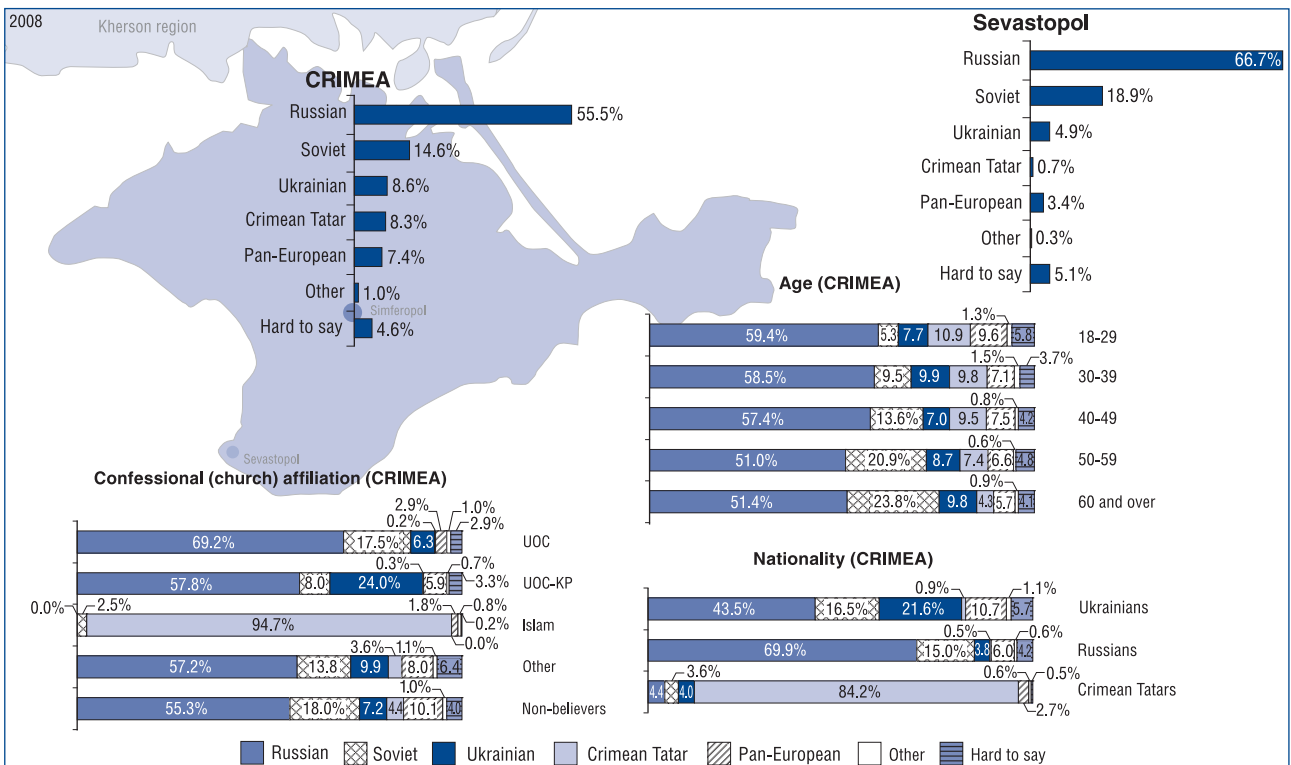 2008
Kherson region
CRIMEA
Russian 55.5%
Soviet 14.6%
Ukrainian 8.6%
Crimean Tatar 8.3%
Pan-European 7.4%
Other 1.0%
Simferopol
Hard to say 4.6%
Sevastopol
Sevastopol
Russian 66.7%
Soviet 18.9%
Ukrainian 4.9%
Crimean Tatar 0.7%
Pan-European 3.4%
Other 0.3%
Hard to say 5.1%
Age (CRIMEA)
1.3%
59.4% 5.3 7.7 10.9 9.6 5.8 18-29
1.5% 3.7%
58.5% 9.5 9.9 9.8 7.1 30-39
0.8%
57.4% 13.6% 7.0 9.5 7.5 4.2 40-49
0.6%
51.0% 20.9% 8.7 7.4 6.6 4.8 50-59
0.9%
51.4% 23.8% 9.8 4.3 5.7 4.1 60 and over
Confessional (church) affiliation (CRIMEA)
2.9% 1.0%
0.2% 2.9%
69.2% 17.5% 6.3 UOC
0.3% 0.7%
57.8% 8.0 24.0% 5.9 3.3% UOC-KP
0.0% 2.5% 1.8% 0.8%
94.7% 0.2% Islam
0.0%
3.6% 1.1%
57.2% 13.8 9.9 8.0 6.4 Other
1.0%
55.3% 18.0% 7.2 4.4 10.1 4.0 Non-believers
Nationality (CRIMEA)
0.9% 1.1%
43.5% 16.5% 21.6% 10.7 5.7 Ukrainians
0.5% 0.6%
69.9% 15.0% 3.8 6.0 4.2 Russians
3.6% 0.6% 0.5%
4.4 4.0 84.2% Crimean Tatars
2.7%
Russian Soviet Ukrainian Crimean Tatar Pan-European Other Hard to say